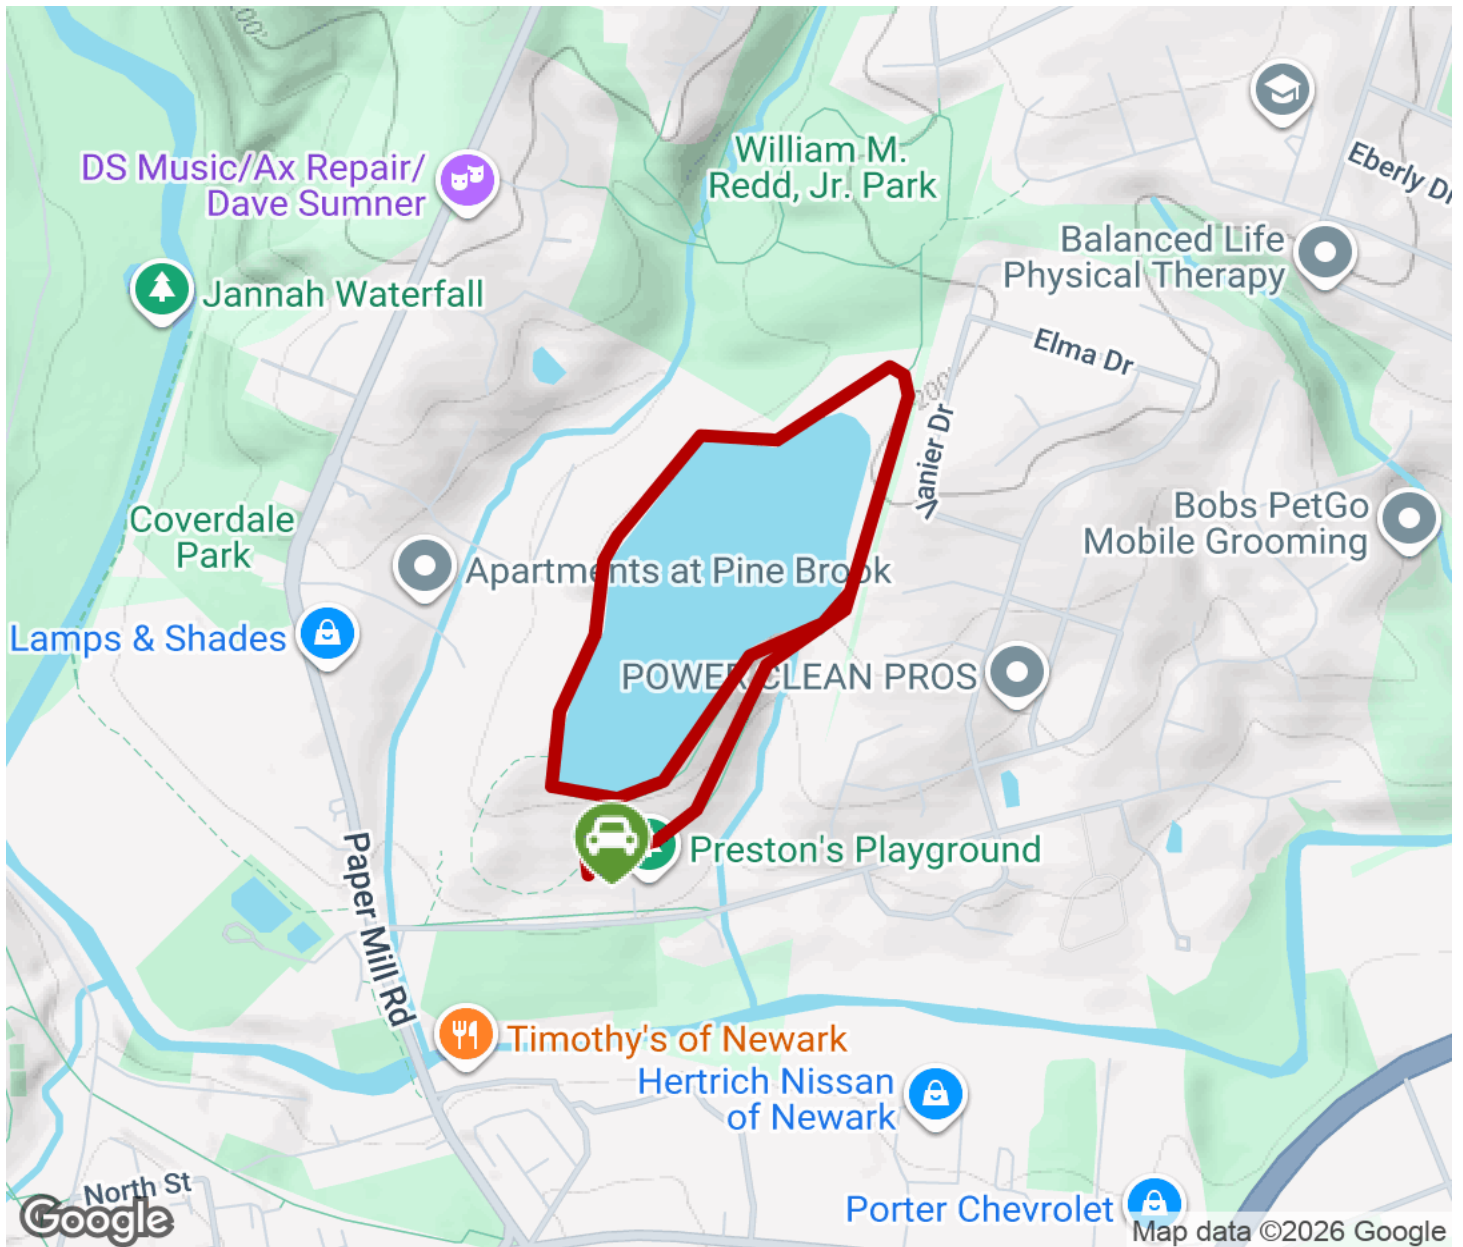 200'
DS Music/Ax Repair/
Dave Sumner
William M.
Redd, Jr. Park
Eberly Dr
Balanced Life
Physical Therapy
Jannah Waterfall
Elma Dr
200'
Vanier Dr
Coverdale
Park
Bobs PetGo
Mobile Grooming
Apartments at Pine Brook
Lamps & Shades
POWER CLEAN PROS
Preston's Playground
Paper Mill Rd
Timothy's of Newark
Hertrich Nissan
of Newark
North St
Porter Chevrolet
Google
Map data ©2026 Google